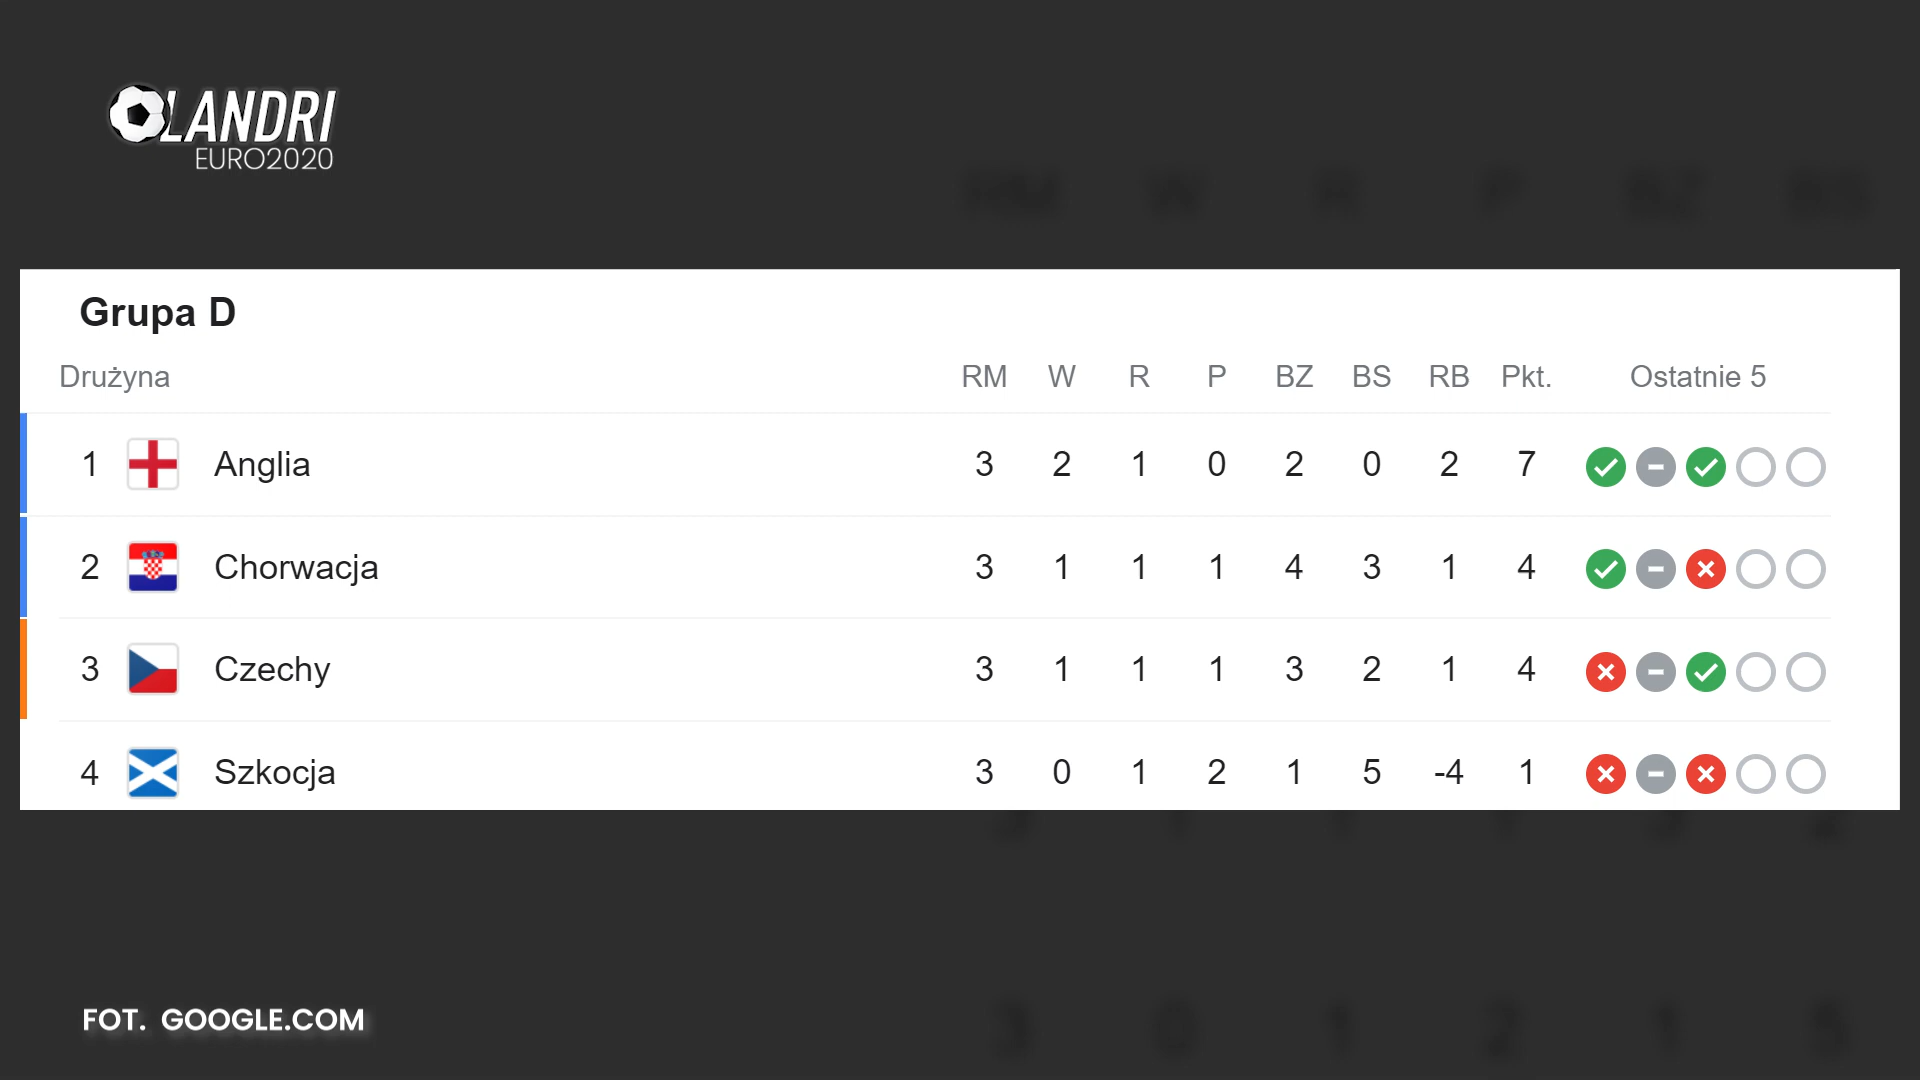 LANDRI
EURO2020
Grupa D
Drużyna RM W R P BZ BS RB Pkt. Ostatnie 5
1 Anglia 3 2 1 0 2 0 2 7
2 Chorwacja 3 1 1 1 4 3 1 4
3 Czechy 3 1 1 1 3 2 1 4
4 Szkocja 3 0 1 2 1 5 -4 1
FOT. GOOGLE.COM